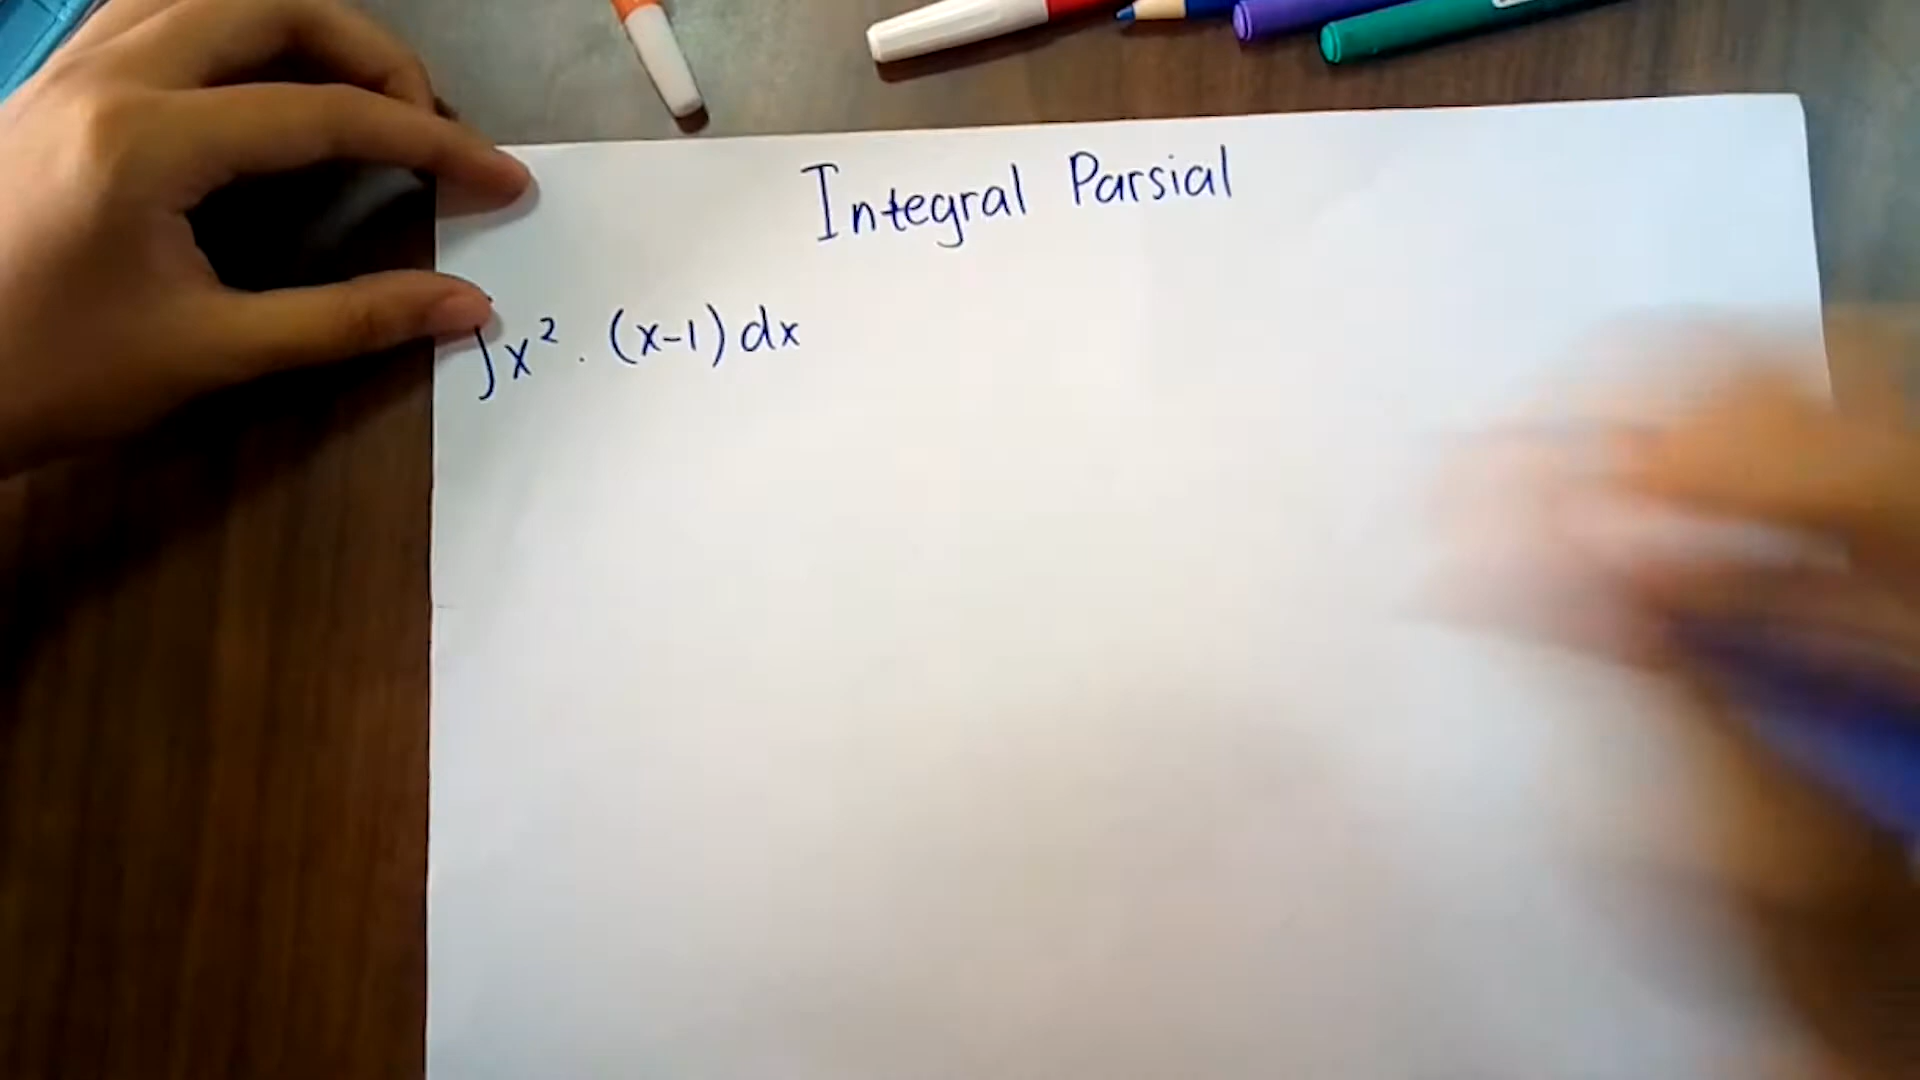 Integral Parsial
∫x² . (x-1) dx